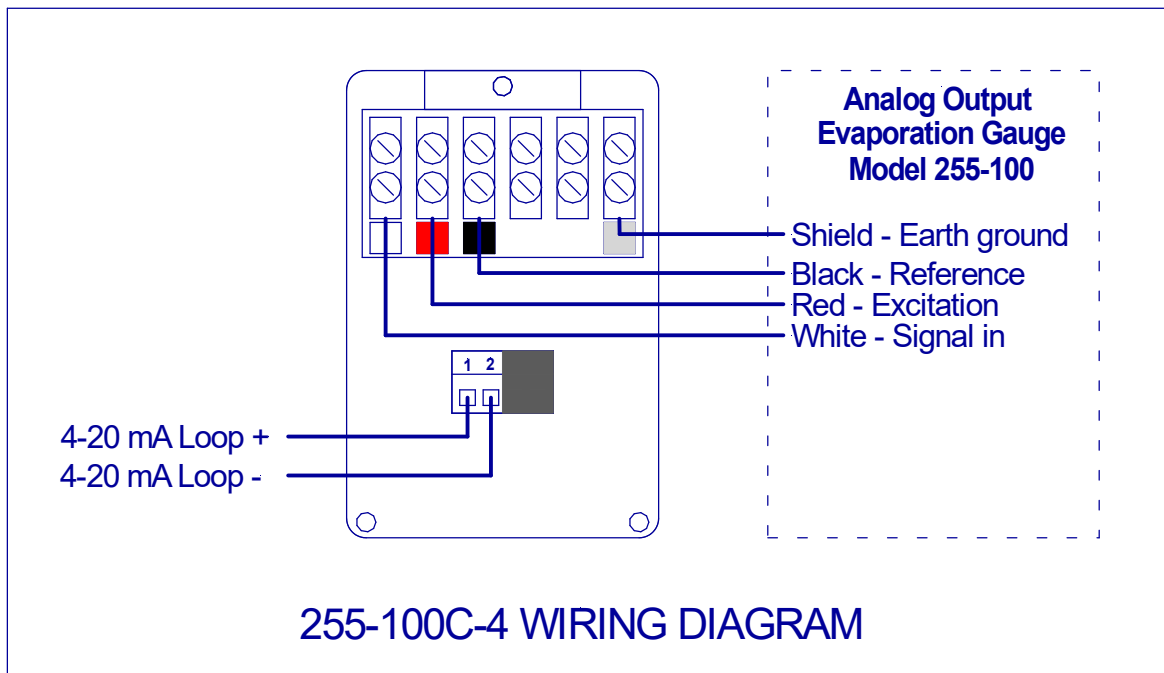 Analog Output
Evaporation Gauge
Model 255-100
Shield - Earth ground
Black - Reference
Red - Excitation
White - Signal in
1 2
4-20 mA Loop +
4-20 mA Loop -
255-100C-4 WIRING DIAGRAM